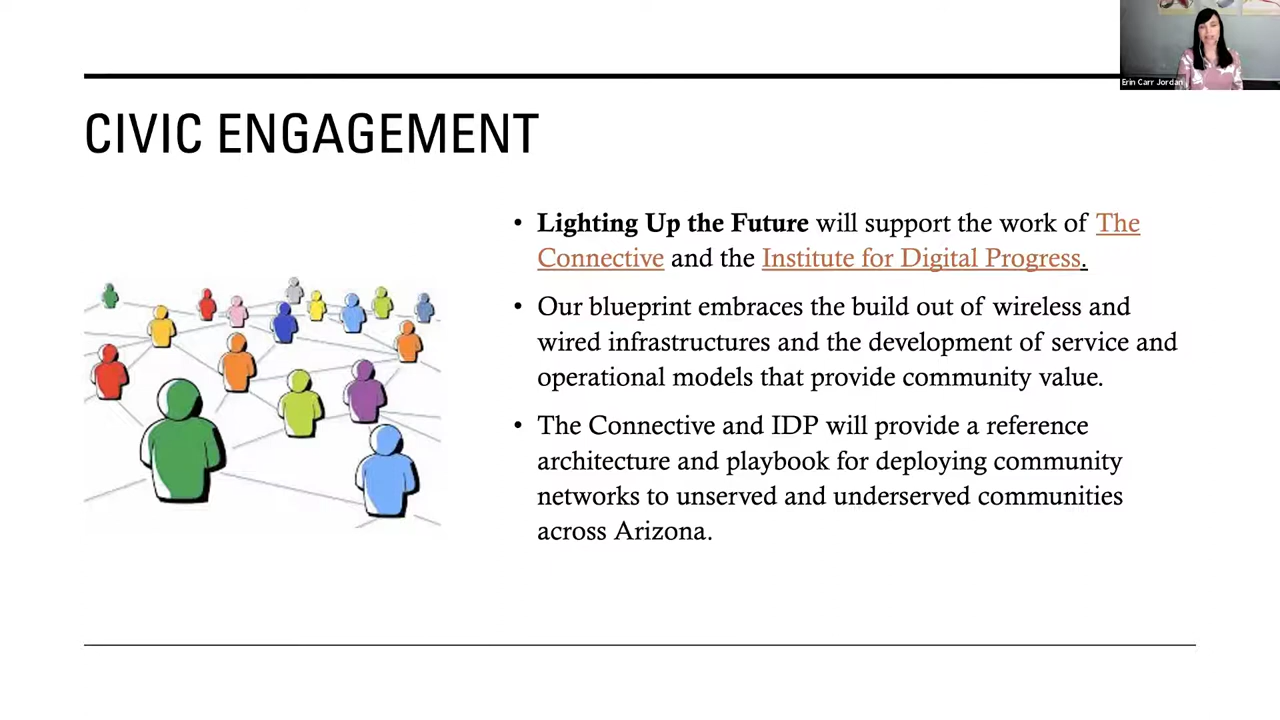 Erin Carr Jordan
CIVIC ENGAGEMENT
• Lighting Up the Future will support the work of The
Connective and the Institute for Digital Progress.
• Our blueprint embraces the build out of wireless and
wired infrastructures and the development of service and
operational models that provide community value.
• The Connective and IDP will provide a reference
architecture and playbook for deploying community
networks to unserved and underserved communities
across Arizona.